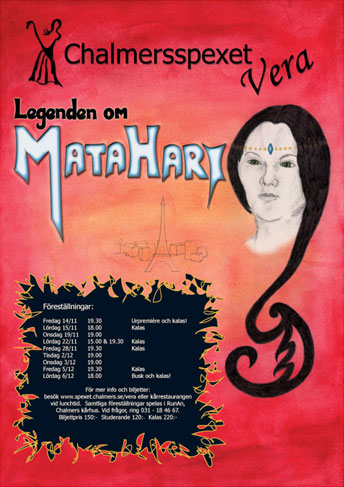 Chalmersspexet
Vera
Legenden om
MATA HARI
Föreställningar:
Fredag 14/11 19.30 Urpremiére och kalas!
Lördag 15/11 18.00 Kalas
Onsdag 19/11 19.00
Lördag 22/11 15.00 & 19.30 Kalas
Fredag 28/11 19.30 Kalas
Tisdag 2/12 19.00
Onsdag 3/12 19.00
Fredag 5/12 19.30 Kalas
Lördag 6/12 18.00 Busk och kalas!
För mer info och biljetter:
besök www.spexet.chalmers.se/vera eller kårrestaurangen
vid lunchtid. Samtliga föreställningar spelas i RunAn,
Chalmers kårhus. Vid frågor, ring 031 - 18 46 67.
Biljettpris 150:- Studerande 120:- Kalas 220:-